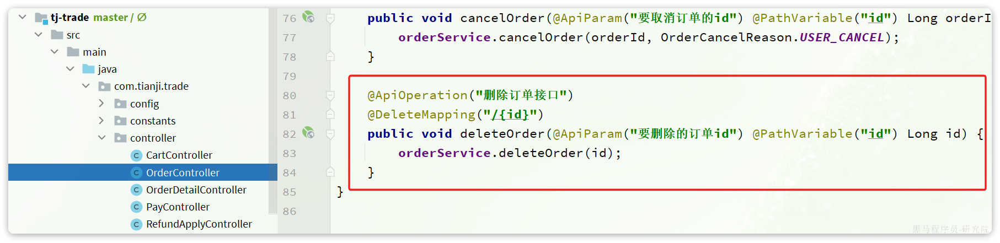 tj-trade master / Ø
src
main
java
com.tianji.trade
config
constants
controller
CartController
OrderController
OrderDetailController
PayController
RefundApplyController
76 public void cancelOrder(@ApiParam("要取消订单的id") @PathVariable("id") Long orderI
77 orderService.cancelOrder(orderId, OrderCancelReason.USER_CANCEL);
78 }
79
80 @ApiOperation("删除订单接口")
81 @DeleteMapping("/{id}")
82 public void deleteOrder(@ApiParam("要删除的订单id") @PathVariable("id") Long id) {
83 orderService.deleteOrder(id);
84 }
85 }
86
黑马程序员-研究院